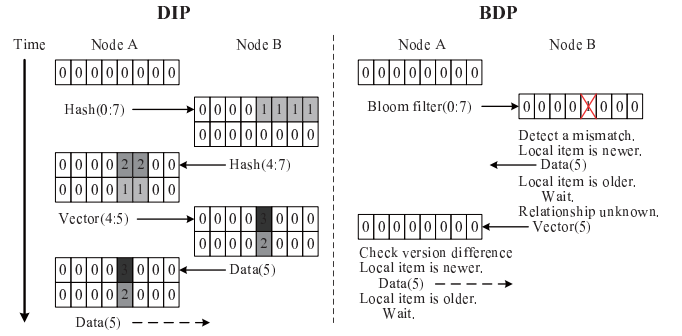 DIP
Time
Node A
Node B
0 0 0 0 0 0 0 0
Hash(0:7)
0 0 0 0 1 1 1 1
0 0 0 0 0 0 0 0
0 0 0 0 2 2 0 0
Hash(4:7)
0 0 0 0 1 1 0 0
Vector(4:5)
0 0 0 0 3 0 0 0
0 0 0 0 2 0 0 0
0 0 0 0 3 0 0 0
Data(5)
0 0 0 0 2 0 0 0
Data(5)
BDP
Node A
Node B
0 0 0 0 0 0 0 0
Bloom filter(0:7)
0 0 0 0 1 0 0 0
Detect a mismatch.
Local item is newer.
Data(5)
Local item is older.
Wait.
Relationship unknown.
Vector(5)
0 0 0 0 0 0 0 0
Check version difference
Local item is newer.
Data(5)
Local item is older.
Wait.